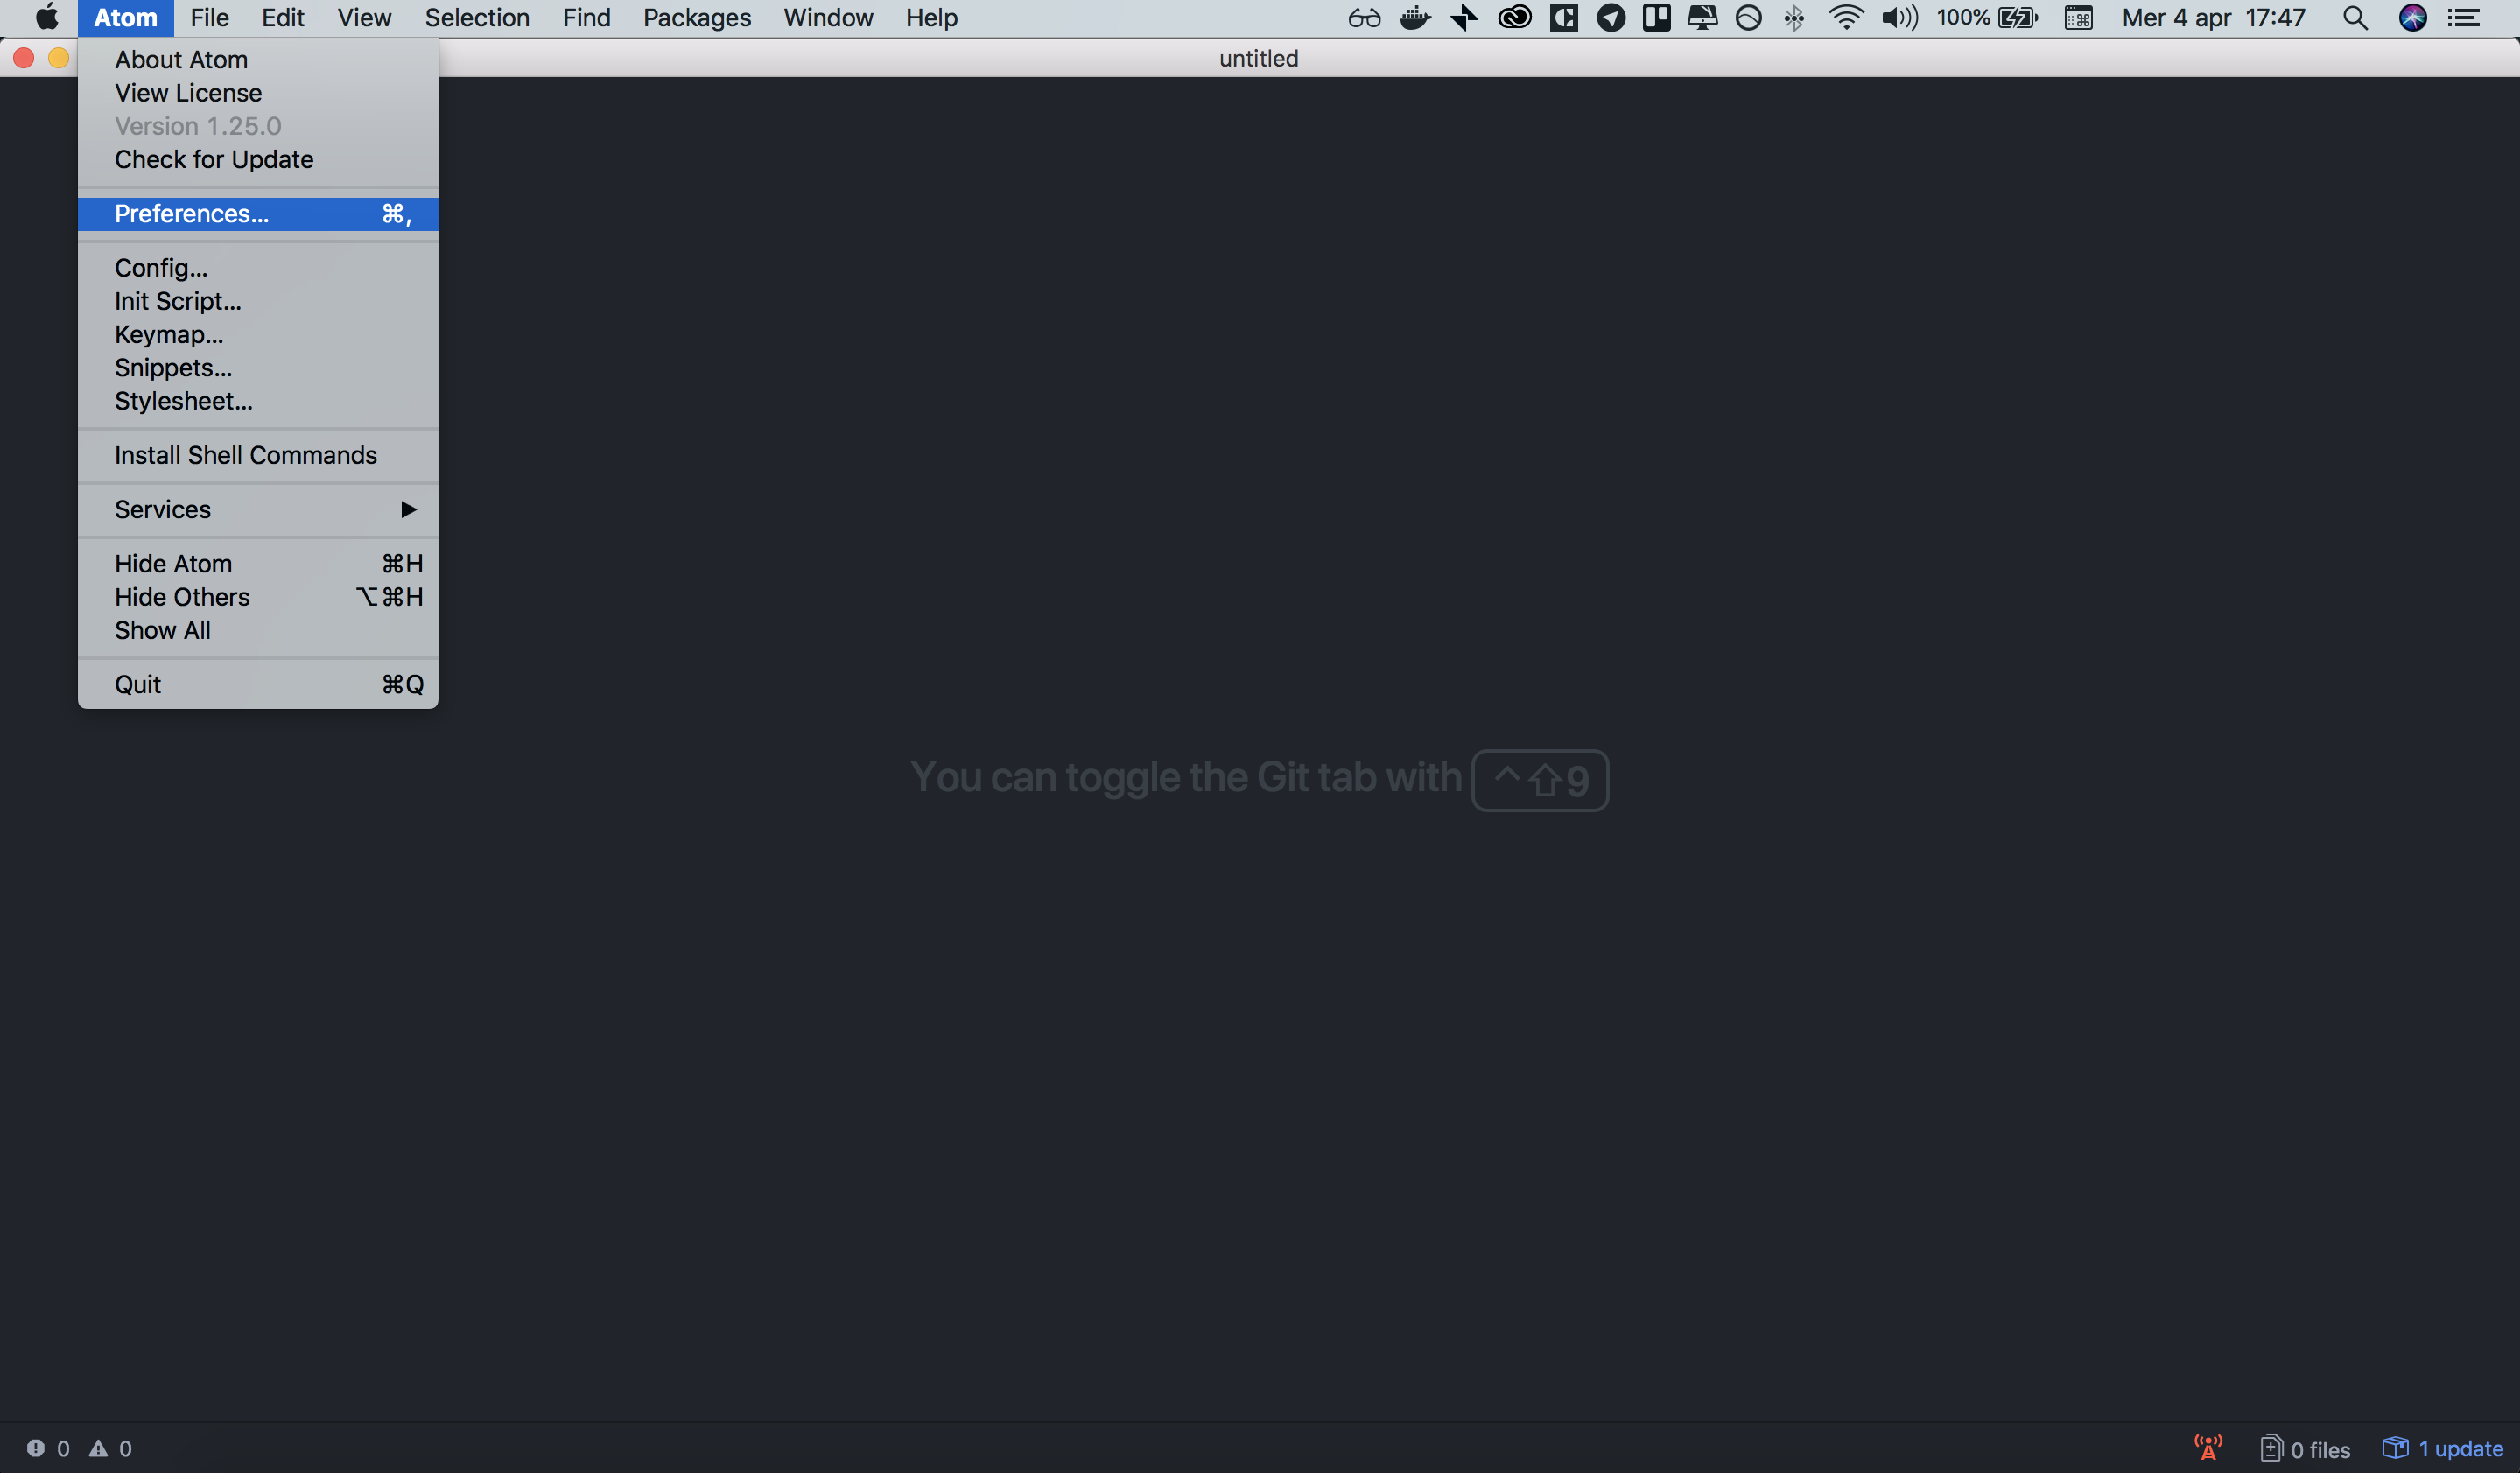 Atom File Edit View Selection Find Packages Window Help 100% Mer 4 apr 17:47
untitled
About Atom
View License
Version 1.25.0
Check for Update
Preferences... ⌘,
Config...
Init Script...
Keymap...
Snippets...
Stylesheet...
Install Shell Commands
Services ▶
Hide Atom ⌘H
Hide Others ⌥⌘H
Show All
Quit ⌘Q
You can toggle the Git tab with ⌃⇧9
0 0 0 files 1 update